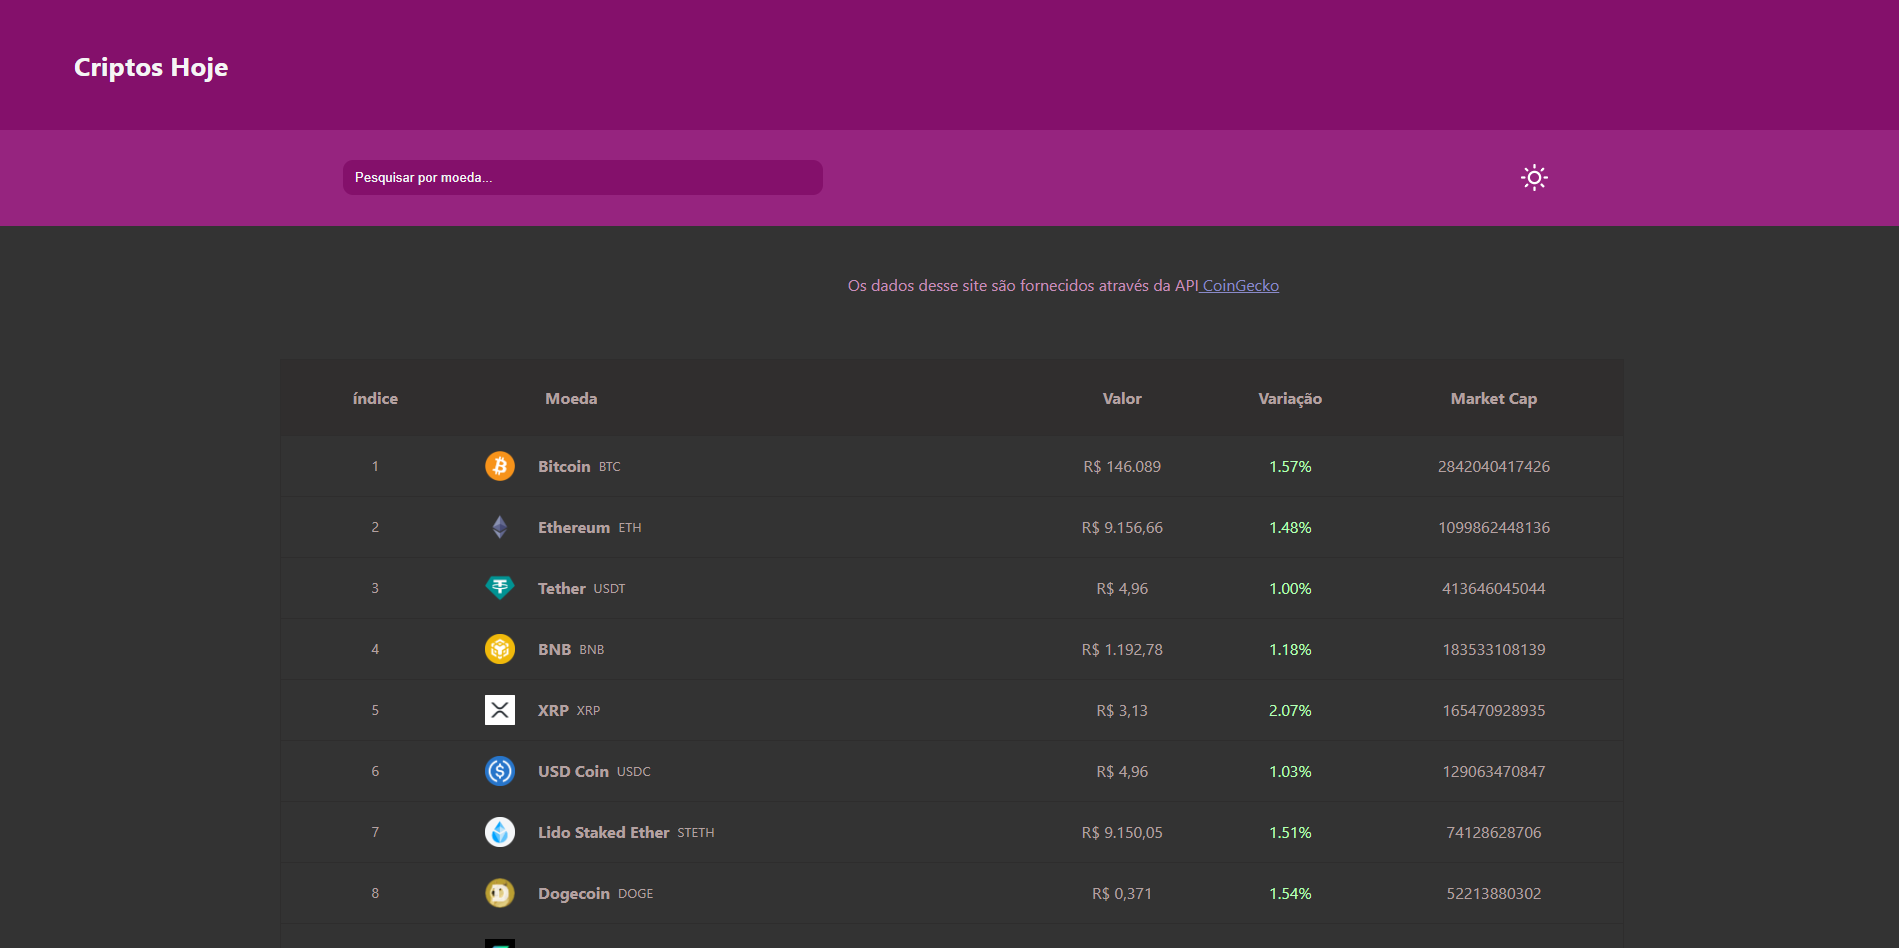 Criptos Hoje
Pesquisar por moeda...
Os dados desse site são fornecidos através da API CoinGecko
índice Moeda Valor Variação Market Cap
1 Bitcoin BTC R$ 146.089 1.57% 2842040417426
2 Ethereum ETH R$ 9.156,66 1.48% 1099862448136
3 Tether USDT R$ 4,96 1.00% 413646045044
4 BNB BNB R$ 1.192,78 1.18% 183533108139
5 XRP XRP R$ 3,13 2.07% 165470928935
6 USD Coin USDC R$ 4,96 1.03% 129063470847
7 Lido Staked Ether STETH R$ 9.150,05 1.51% 74128628706
8 Dogecoin DOGE R$ 0,371 1.54% 52213880302